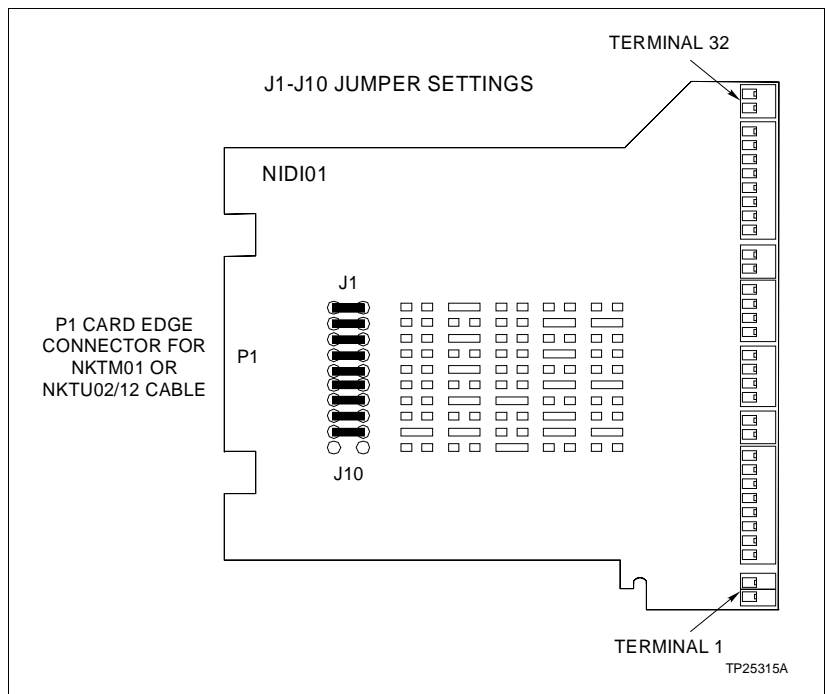 TERMINAL 32
J1-J10 JUMPER SETTINGS
NIDI01
J1
P1 CARD EDGE
CONNECTOR FOR
NKTM01 OR
NKTU02/12 CABLE
P1
J10
TERMINAL 1
TP25315A